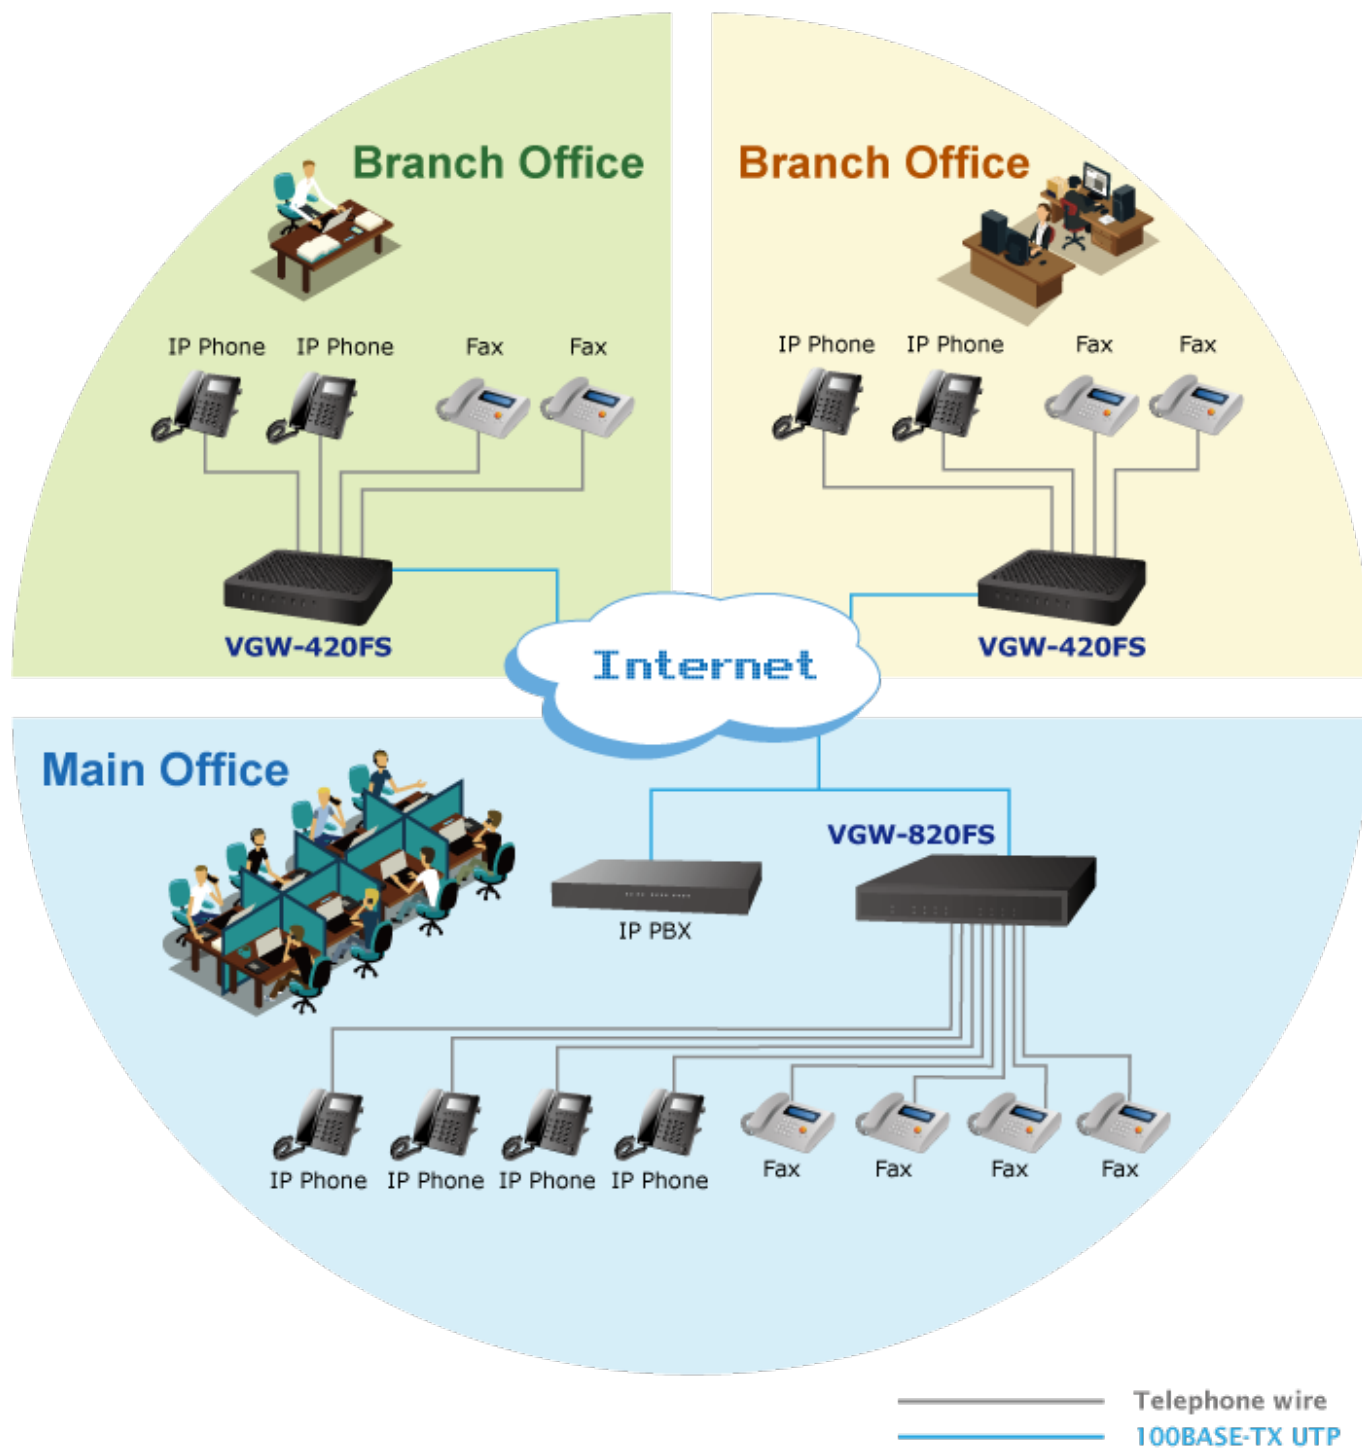 Branch Office
Branch Office
IP Phone
IP Phone
Fax
Fax
IP Phone
IP Phone
Fax
Fax
VGW-420FS
VGW-420FS
Internet
Main Office
VGW-820FS
IP PBX
IP Phone
IP Phone
IP Phone
IP Phone
Fax
Fax
Fax
Fax
Telephone wire
100BASE-TX UTP